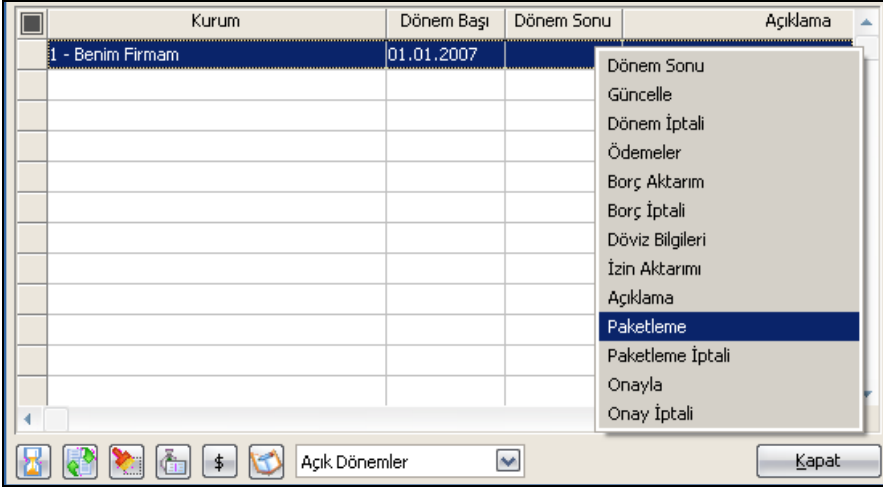 Kurum Dönem Başı Dönem Sonu Açıklama
1 - Benim Firmam 01.01.2007
Dönem Sonu
Güncelle
Dönem İptali
Ödemeler
Borç Aktarım
Borç İptali
Döviz Bilgileri
İzin Aktarımı
Açıklama
Paketleme
Paketleme İptali
Onayla
Onay İptali
$ Açık Dönemler Kapat